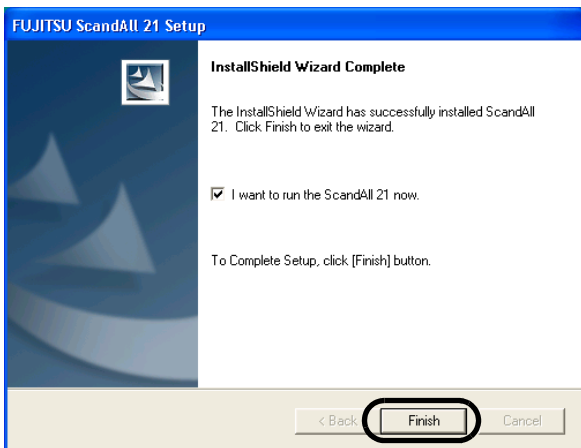 FUJITSU ScandAll 21 Setup
InstallShield Wizard Complete
The InstallShield Wizard has successfully installed ScandAll
21. Click Finish to exit the wizard.
I want to run the ScandAll 21 now.
To Complete Setup, click [Finish] button.
< Back
Finish
Cancel